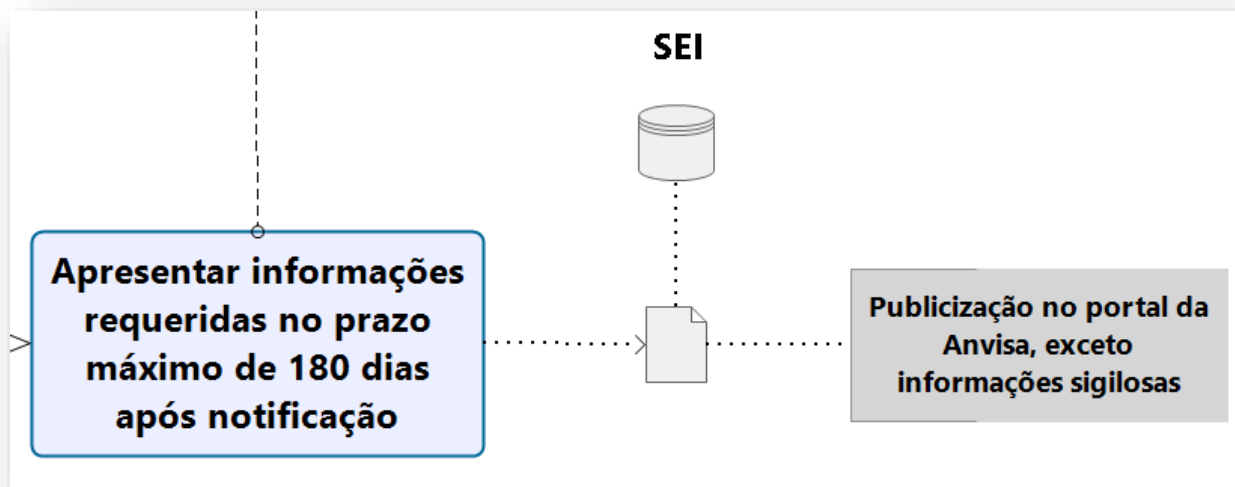 SEI
Apresentar informações
requeridas no prazo
máximo de 180 dias
após notificação
Publicização no portal da
Anvisa, exceto
informações sigilosas